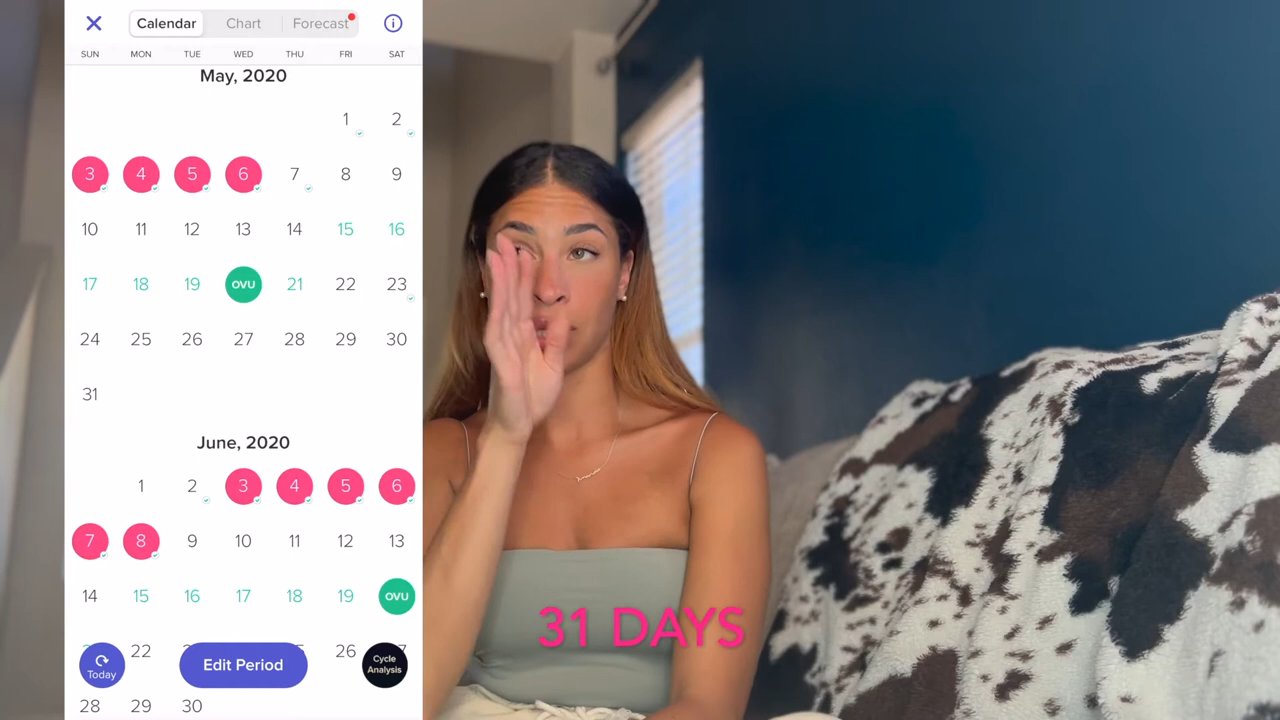 Calendar Chart Forecast
SUN MON TUE WED THU FRI SAT
May, 2020
1 2
3 4 5 6 7 8 9
10 11 12 13 14 15 16
17 18 19 OVU 21 22 23
24 25 26 27 28 29 30
31
June, 2020
1 2 3 4 5 6
7 8 9 10 11 12 13
14 15 16 17 18 19 OVU
22 26
Today
Edit Period
Cycle
Analysis
28 29 30
31 DAYS